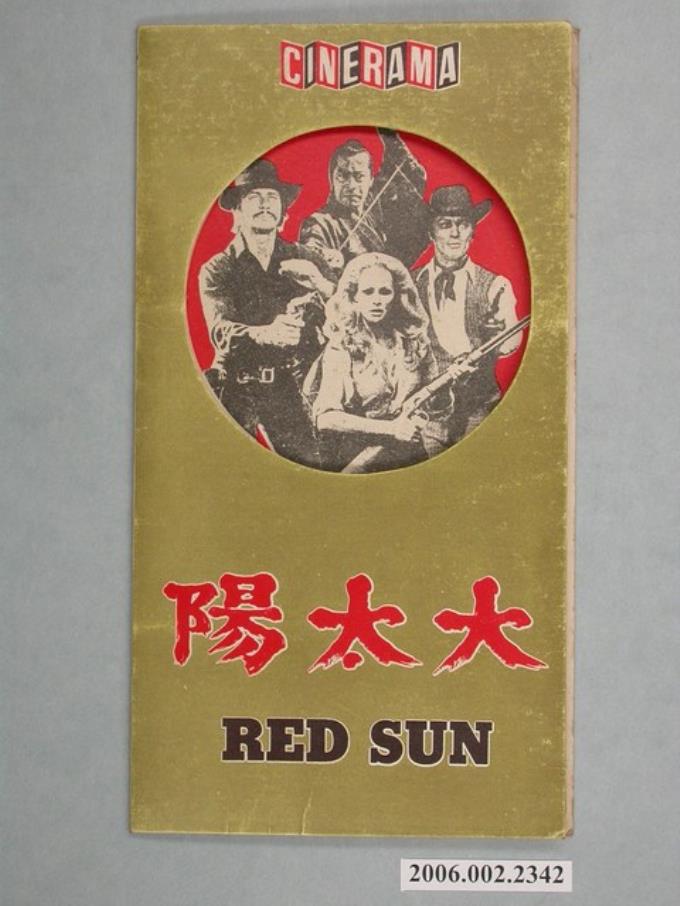 CINERAMA
大太陽
RED SUN
2006.002.2342